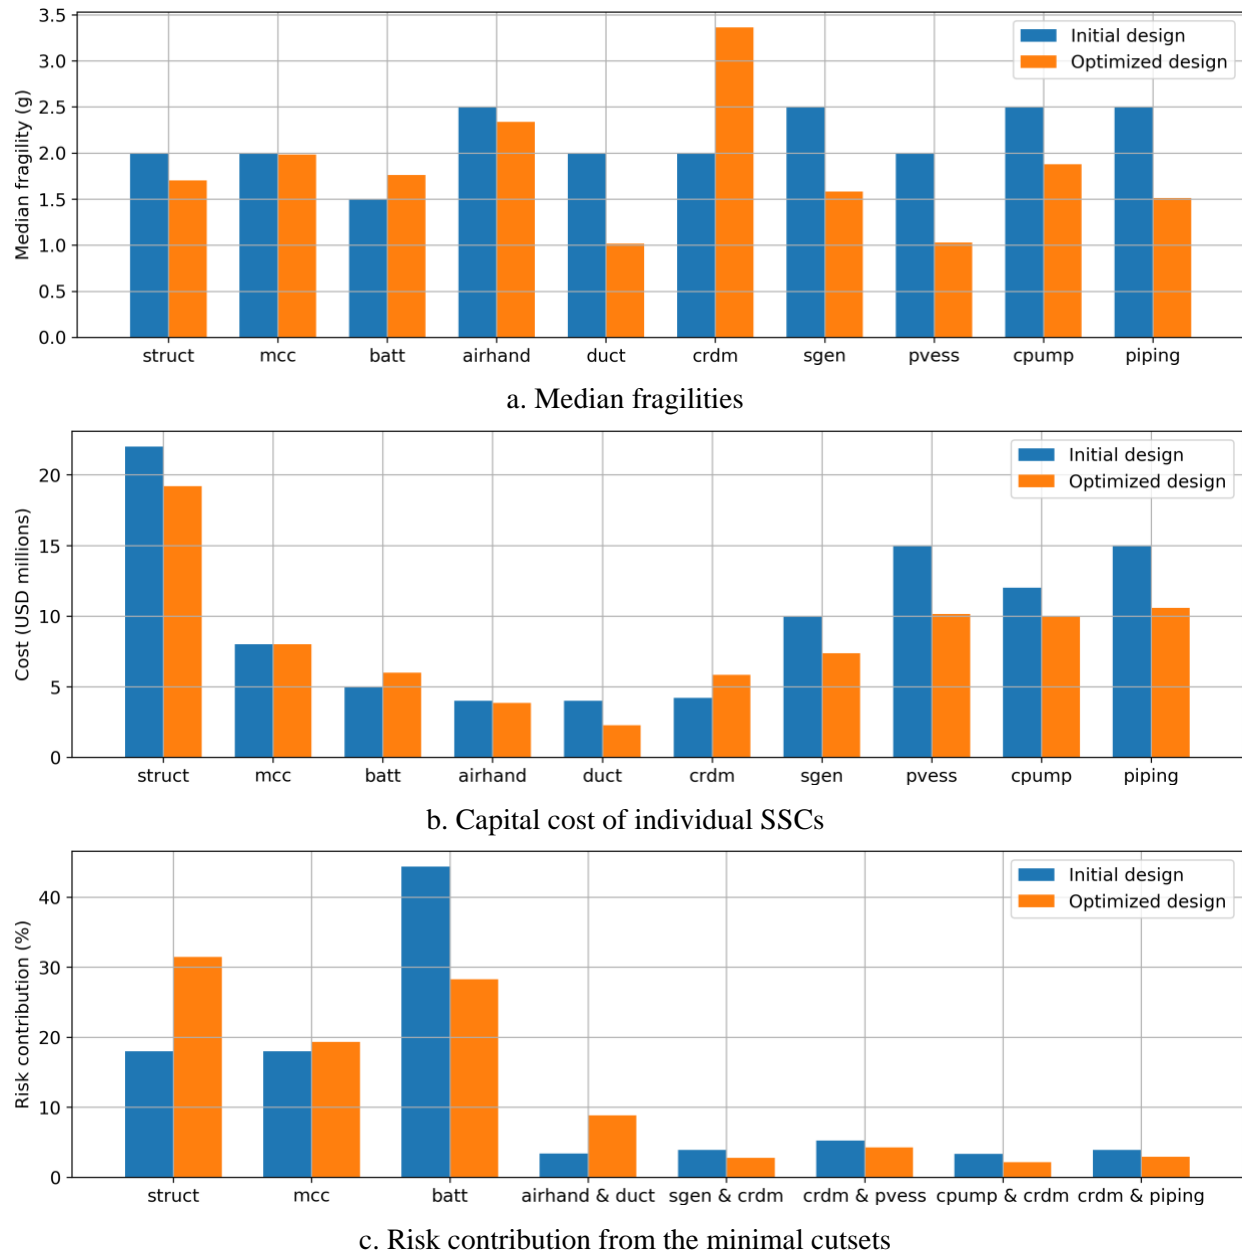 3.5
3.0
2.5
2.0
1.5
1.0
0.5
0.0
Median fragility (g)
Initial design
Optimized design
struct mcc batt airhand duct crdm sgen pvess cpump piping
a. Median fragilities
20
15
10
5
0
Cost (USD millions)
Initial design
Optimized design
struct mcc batt airhand duct crdm sgen pvess cpump piping
b. Capital cost of individual SSCs
40
30
20
10
0
Risk contribution (%)
Initial design
Optimized design
struct mcc batt airhand & duct sgen & crdm crdm & pvess cpump & crdm crdm & piping
c. Risk contribution from the minimal cutsets